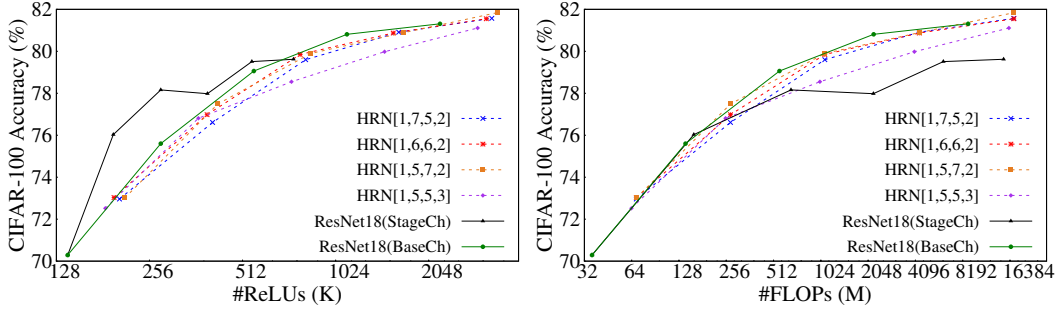 CIFAR-100 Accuracy (%)
82
80
78
76
74
72
70
128
256
512
1024
2048
#ReLUs (K)
HRN[1,7,5,2]
HRN[1,6,6,2]
HRN[1,5,7,2]
HRN[1,5,5,3]
ResNet18(StageCh)
ResNet18(BaseCh)
CIFAR-100 Accuracy (%)
82
80
78
76
74
72
70
32
64
128
256
512
1024
2048
4096
8192
16384
#FLOPs (M)
HRN[1,7,5,2]
HRN[1,6,6,2]
HRN[1,5,7,2]
HRN[1,5,5,3]
ResNet18(StageCh)
ResNet18(BaseCh)